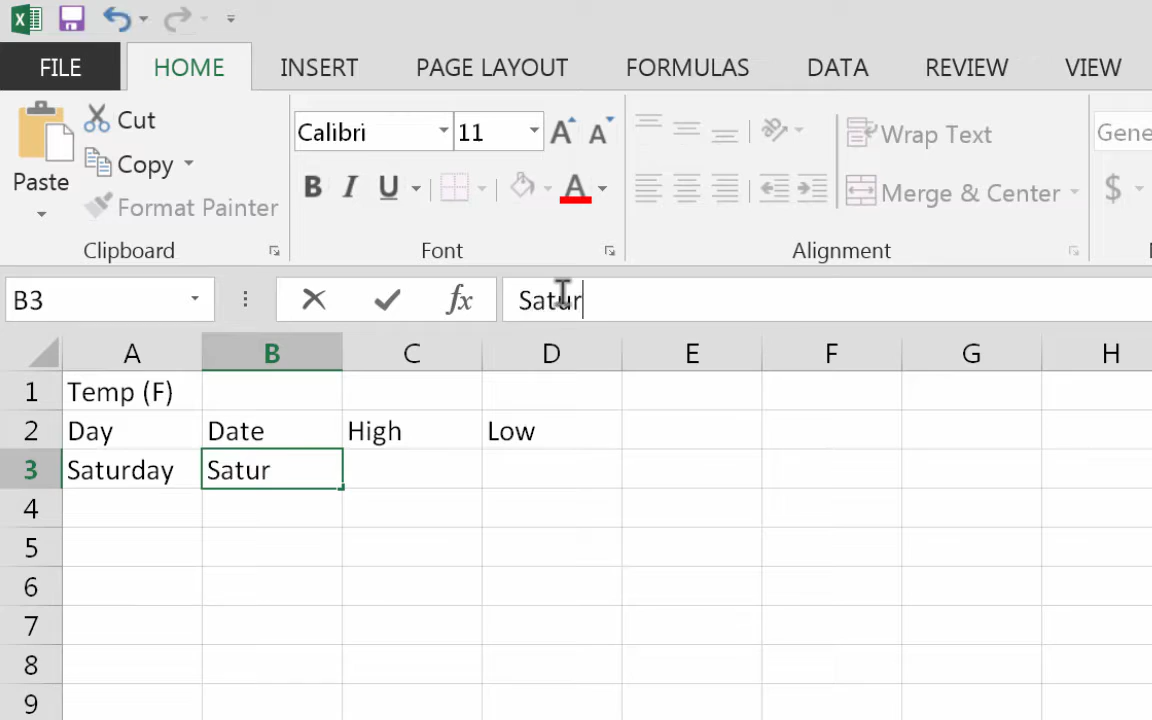 FILE HOME INSERT PAGE LAYOUT FORMULAS DATA REVIEW VIEW
Cut
Calibri 11 A A Wrap Text
Copy
Paste B I U A Merge & Center $
Format Painter
Clipboard Font Alignment
B3 fx Satur
A B C D E F G H
1 Temp (F)
2 Day Date High Low
3 Saturday Satur
4
5
6
7
8
9